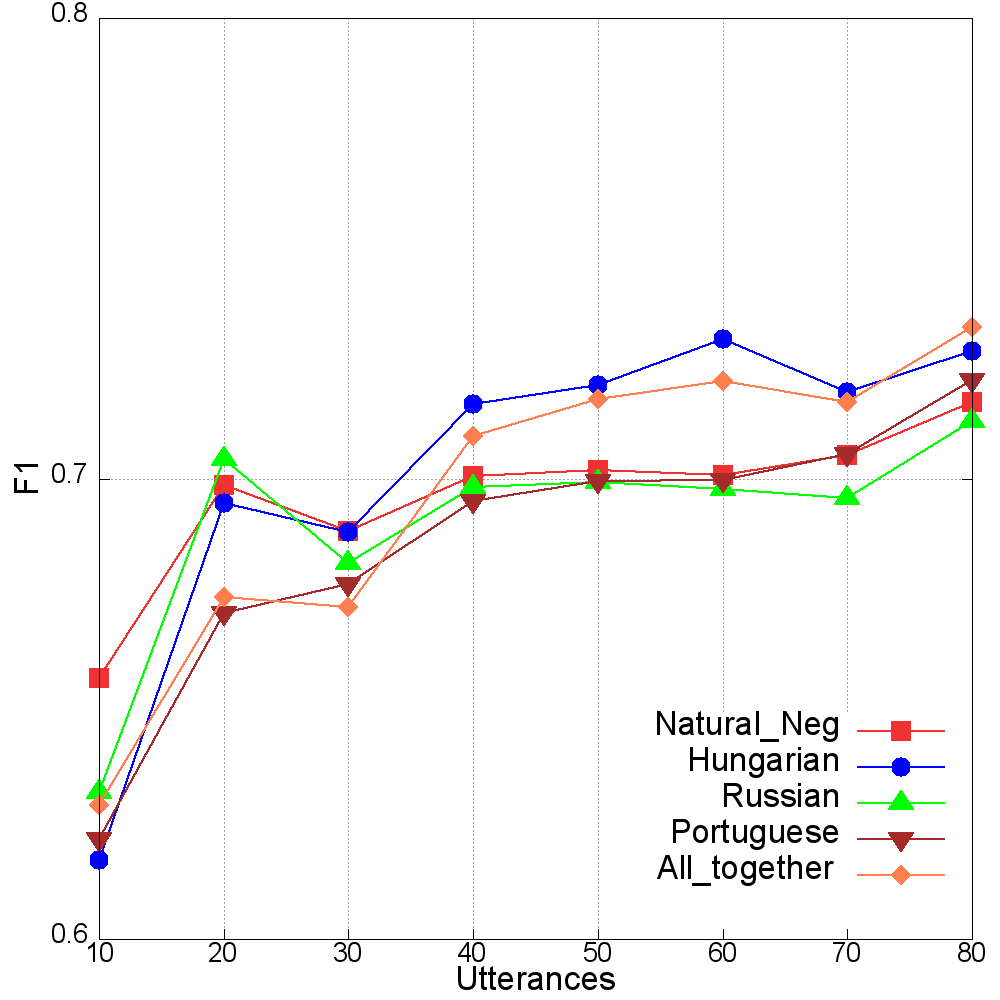 0.8
F1
0.7
Natural_Neg
Hungarian
Russian
Portuguese
All_together
0.6
10 20 30 40 50 60 70 80
Utterances